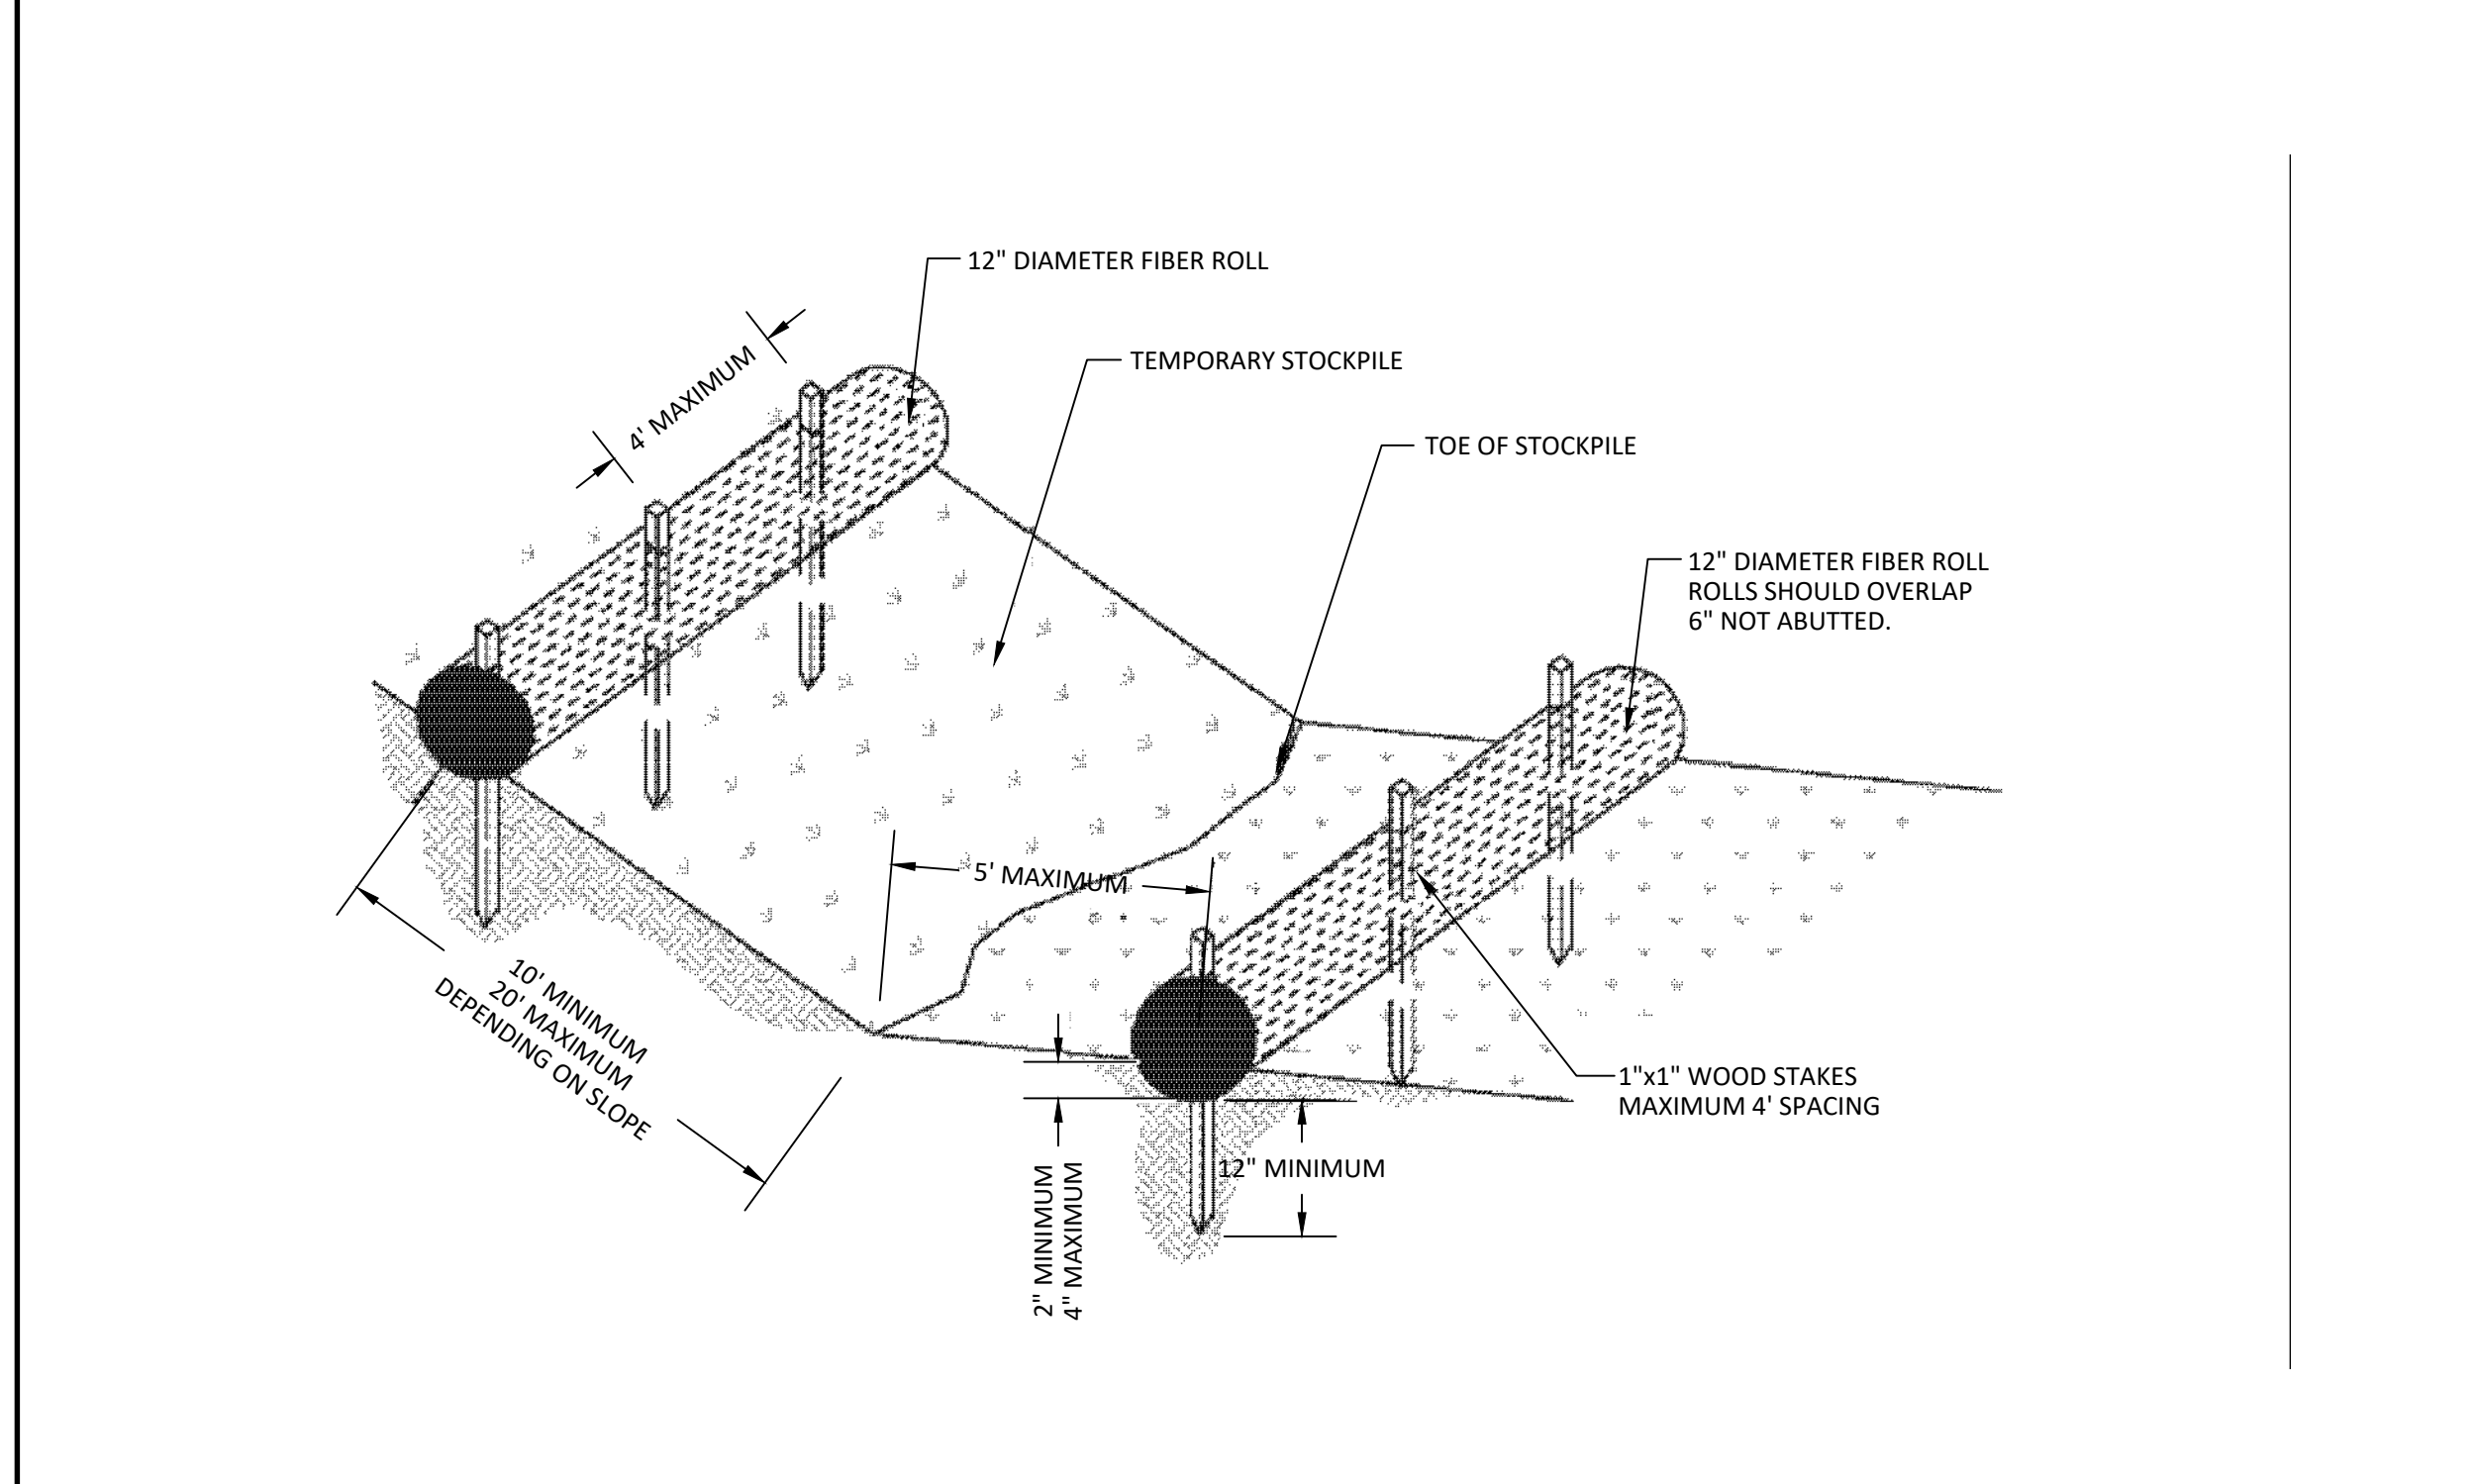 12" DIAMETER FIBER ROLL
4' MAXIMUM
TEMPORARY STOCKPILE
TOE OF STOCKPILE
12" DIAMETER FIBER ROLL
ROLLS SHOULD OVERLAP
6" NOT ABUTTED.
5' MAXIMUM
10' MINIMUM
20' MAXIMUM
DEPENDING ON SLOPE
1"x1" WOOD STAKES
MAXIMUM 4' SPACING
12" MINIMUM
2" MINIMUM
4" MAXIMUM